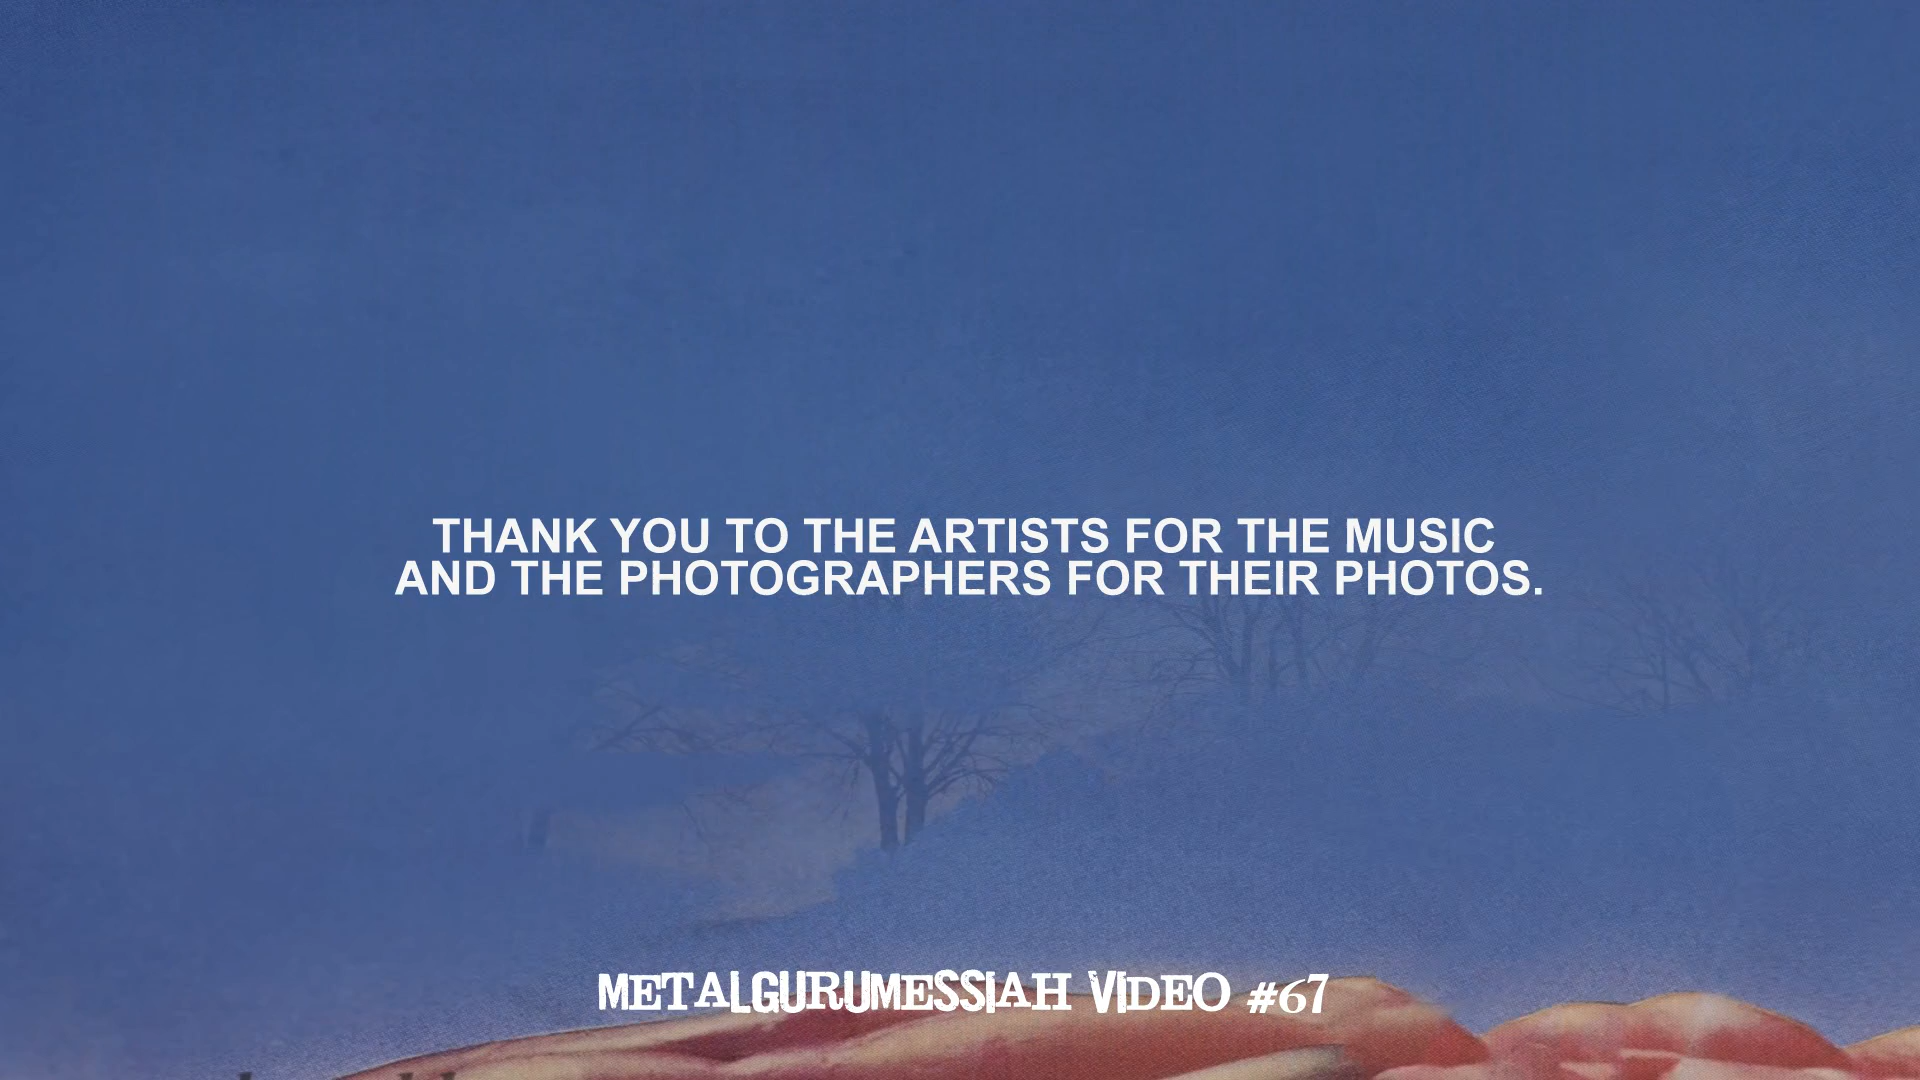 THANK YOU TO THE ARTISTS FOR THE MUSIC
AND THE PHOTOGRAPHERS FOR THEIR PHOTOS.
METALGURUMESSIAH VIDEO #67